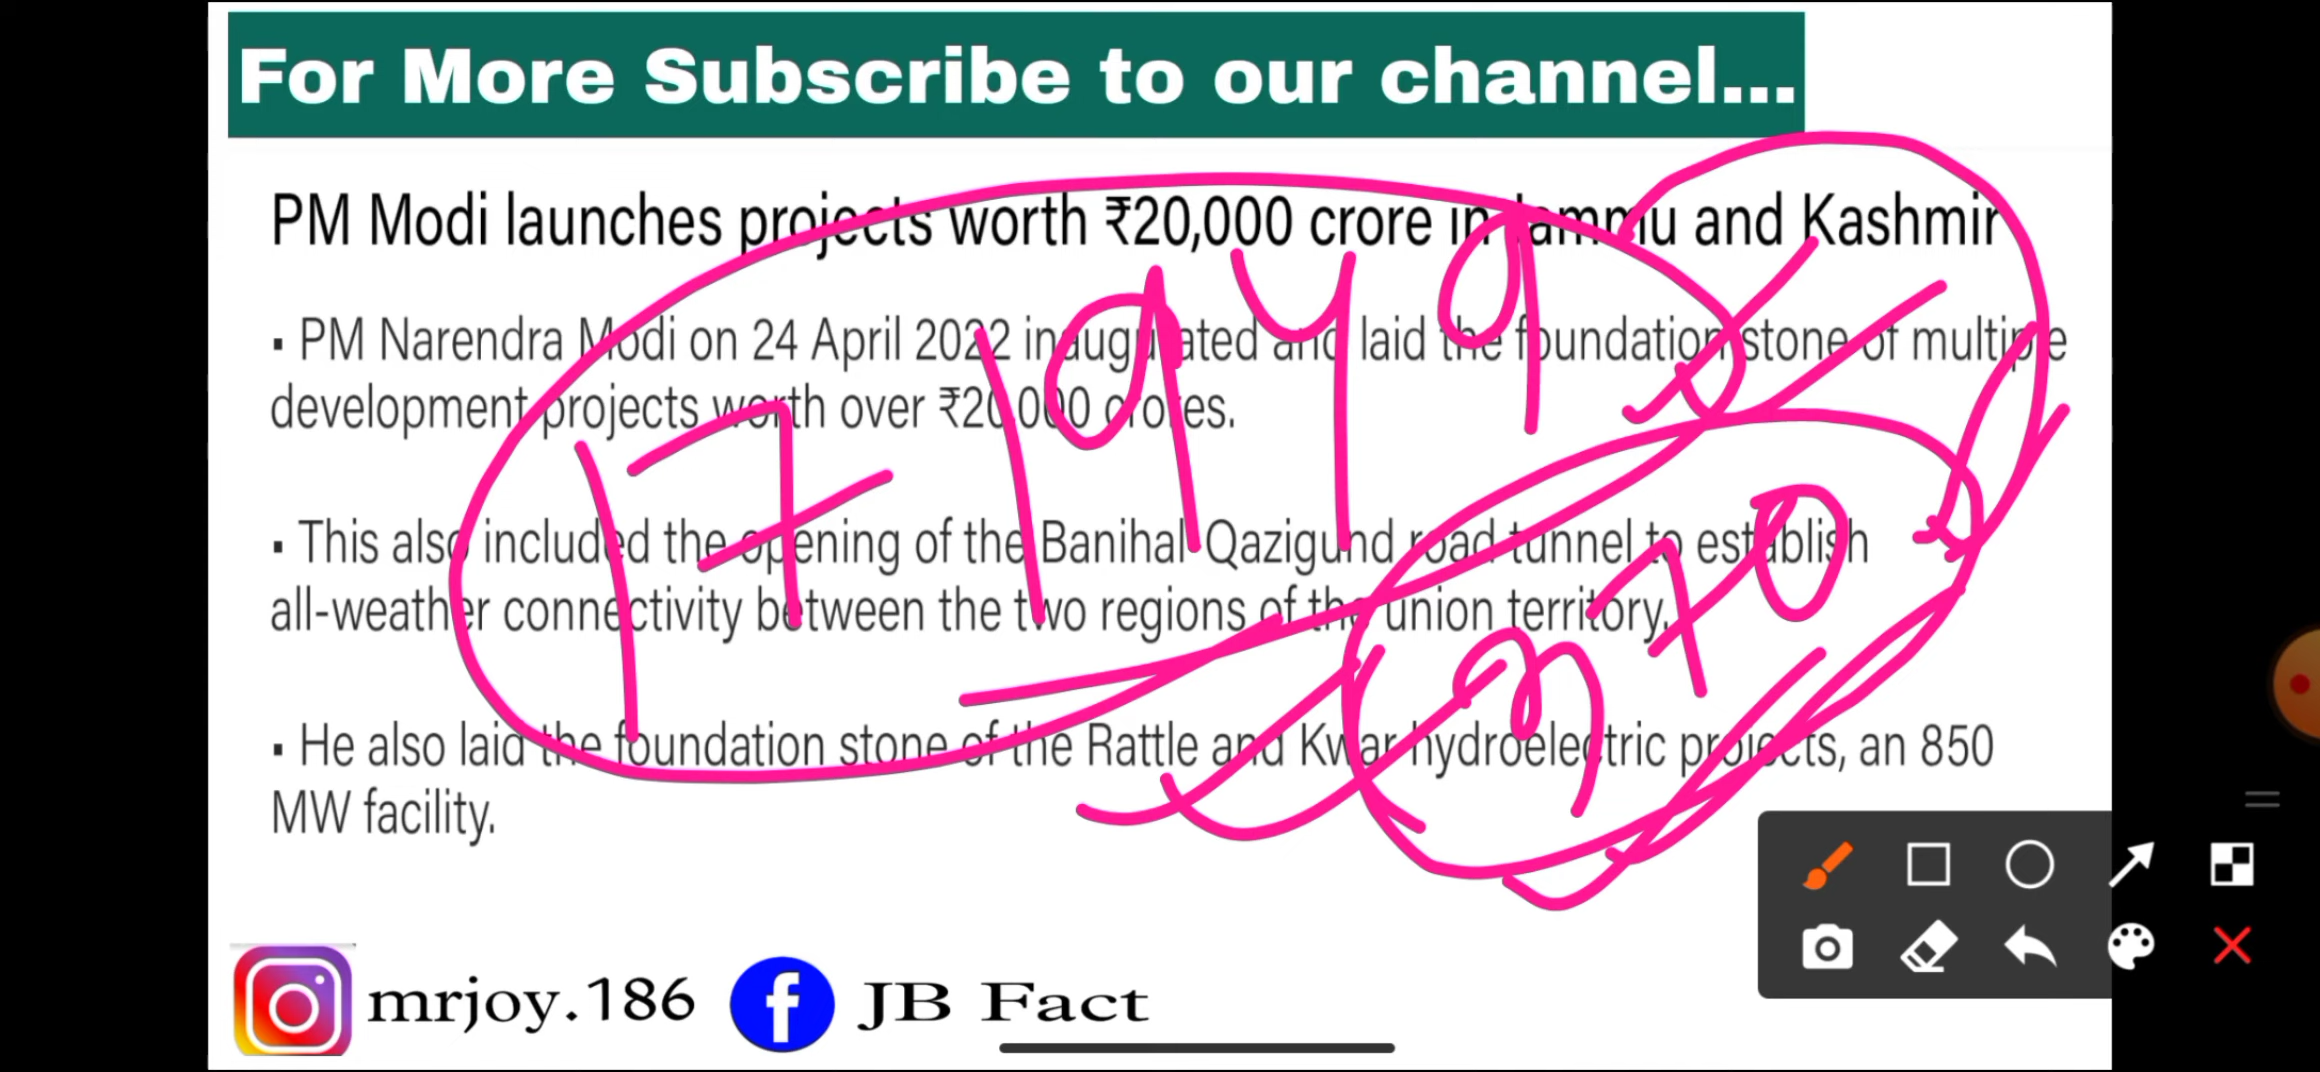 For More Subscribe to our channel...
PM Modi launches projects worth ₹20,000 crore in Jammu and Kashmir
▪ PM Narendra Modi on 24 April 2022 inaugurated and laid the foundation stone of multiple
development projects worth over ₹20,000 crores.
17 1949
▪ This also included the opening of the Banihal Qazigund road tunnel to establish
all-weather connectivity between the two regions of the union territory.
370
▪ He also laid the foundation stone of the Rattle and Kwar hydroelectric projects, an 850
MW facility.
mrjoy.186 JB Fact